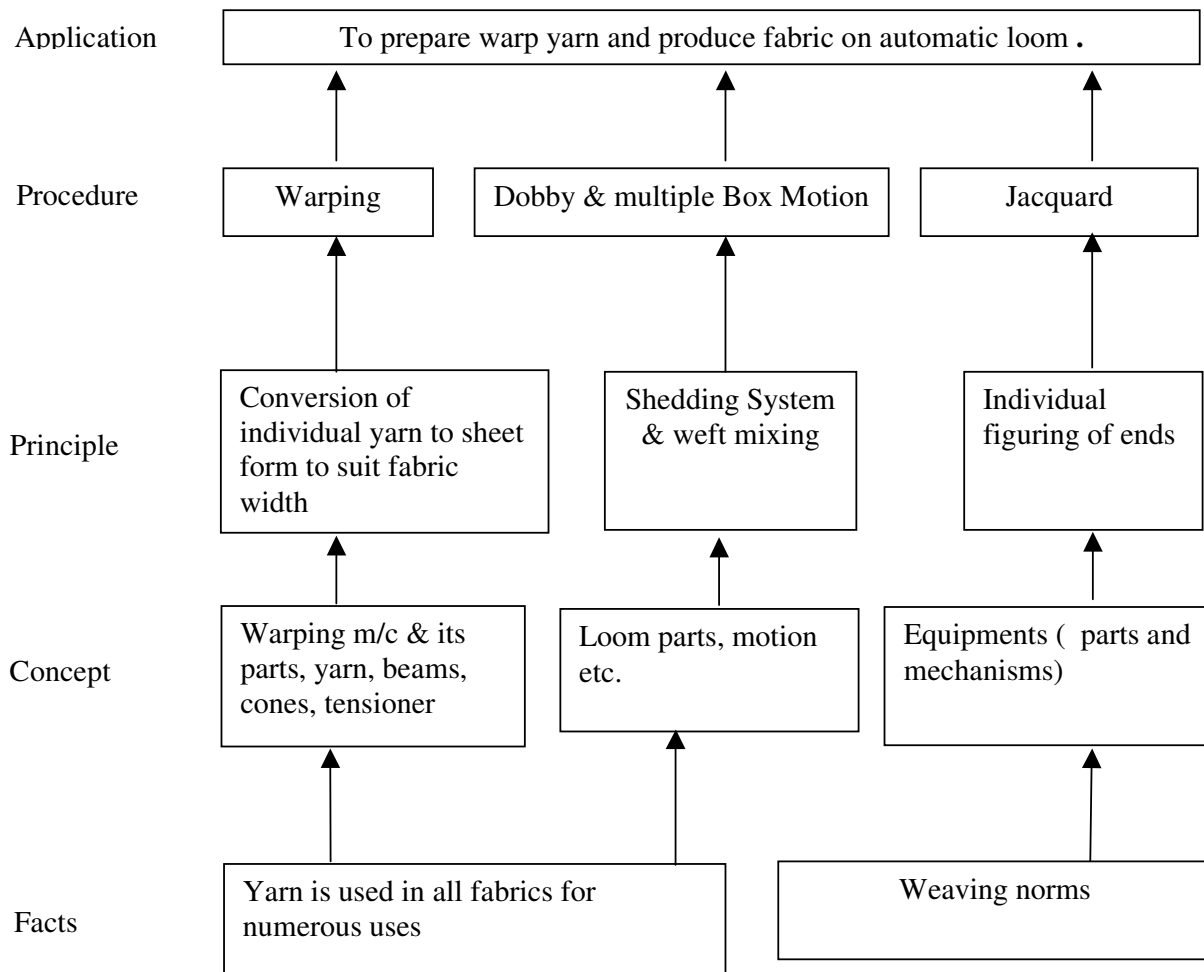 Application
To prepare warp yarn and produce fabric on automatic loom .
Procedure
Warping
Dobby & multiple Box Motion
Jacquard
Principle
Conversion of
individual yarn to sheet
form to suit fabric
width
Shedding System
& weft mixing
Individual
figuring of ends
Concept
Warping m/c & its
parts, yarn, beams,
cones, tensioner
Loom parts, motion
etc.
Equipments ( parts and
mechanisms)
Facts
Yarn is used in all fabrics for
numerous uses
Weaving norms